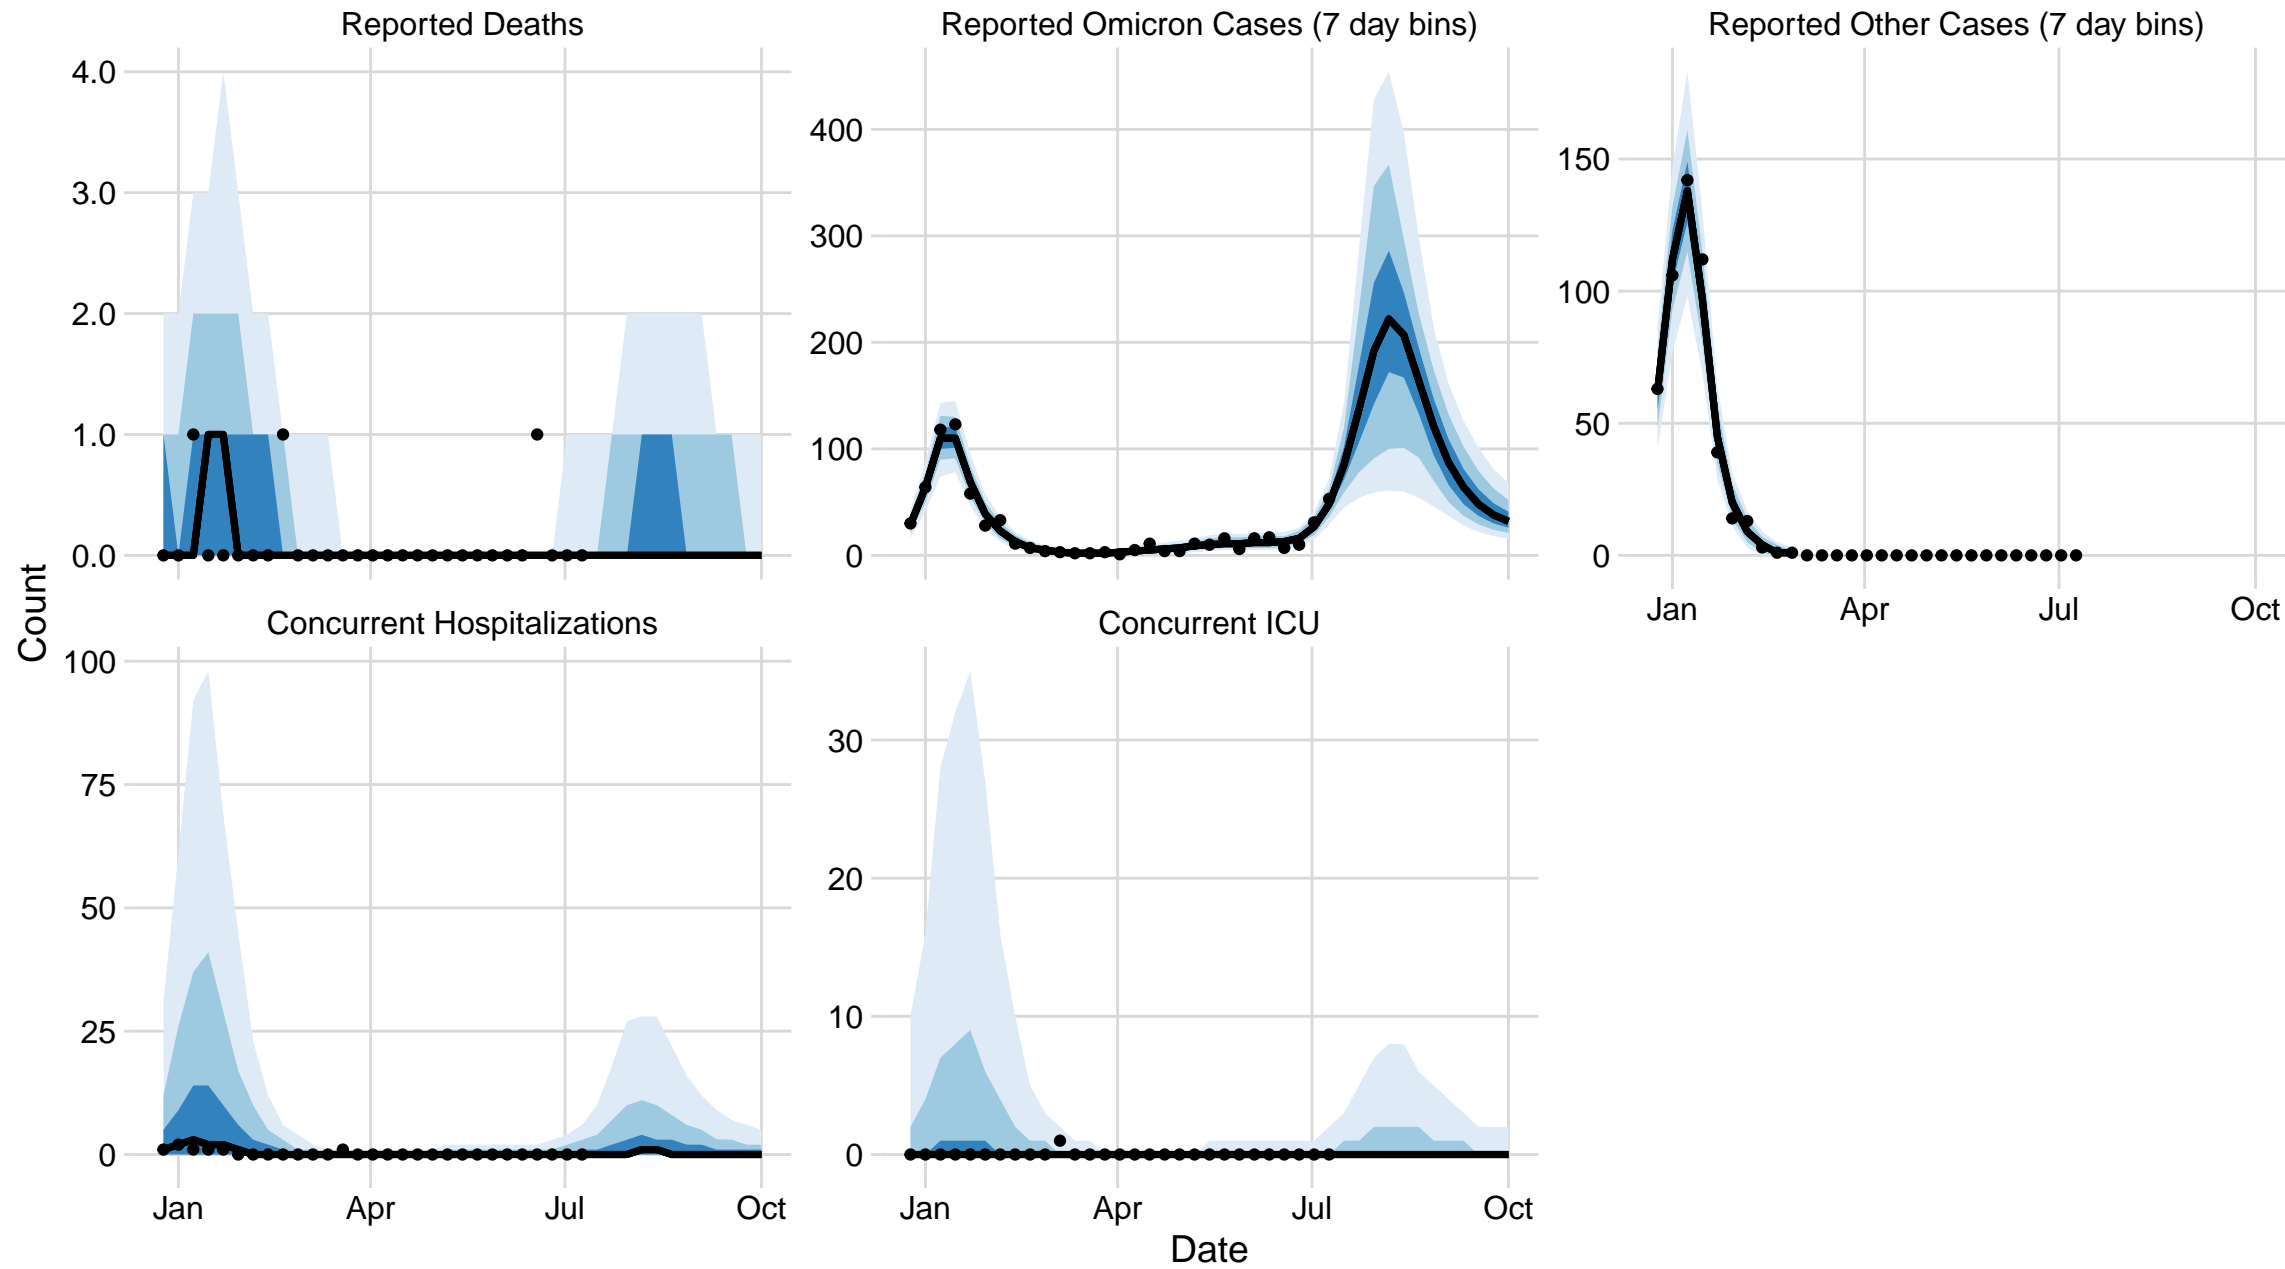 Reported Deaths
Reported Omicron Cases (7 day bins)
Reported Other Cases (7 day bins)
4.0
3.0
2.0
1.0
0.0
400
300
200
100
0
150
100
50
0
Jan Apr Jul Oct
Count
Concurrent Hospitalizations
Concurrent ICU
100
75
50
25
0
30
20
10
0
Jan Apr Jul Oct
Jan Apr Jul Oct
Date